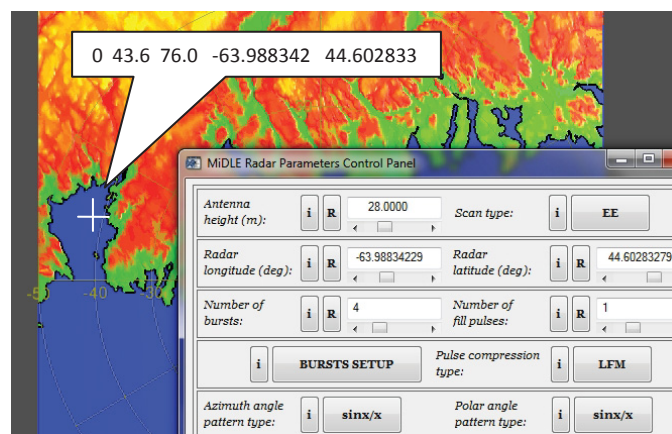 0 43.6 76.0 -63.988342 44.602833
MiDLE Radar Parameters Control Panel
Antenna height (m): i R 28.0000 Scan type: i EE
Radar longitude (deg): i R -63.98834229 Radar latitude (deg): i R 44.60283279
Number of bursts: i R 4 Number of fill pulses: i R 1
i BURSTS SETUP Pulse compression type: i LFM
Azimuth angle pattern type: i sinx/x Polar angle pattern type: i sinx/x
-50 -40 -30